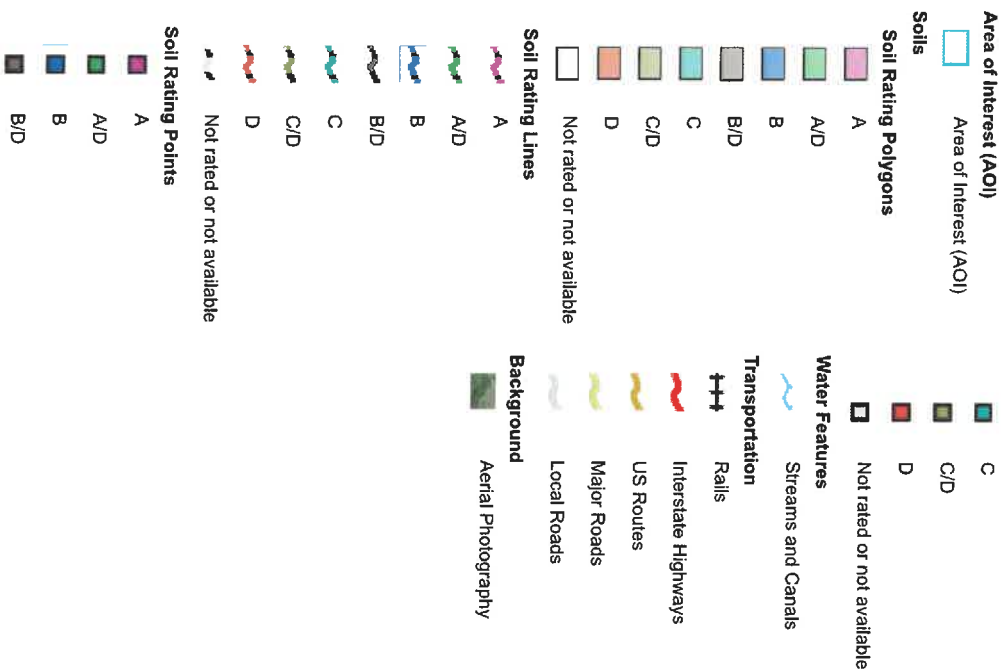 Area of Interest (AOI)
Area of Interest (AOI)
Soils
Soil Rating Polygons
A
A/D
B
B/D
C
C/D
D
Not rated or not available
Soil Rating Lines
A
A/D
B
B/D
C
C/D
D
Not rated or not available
Soil Rating Points
A
A/D
B
B/D
C
C/D
D
Not rated or not available
Water Features
Streams and Canals
Transportation
Rails
Interstate Highways
US Routes
Major Roads
Local Roads
Background
Aerial Photography